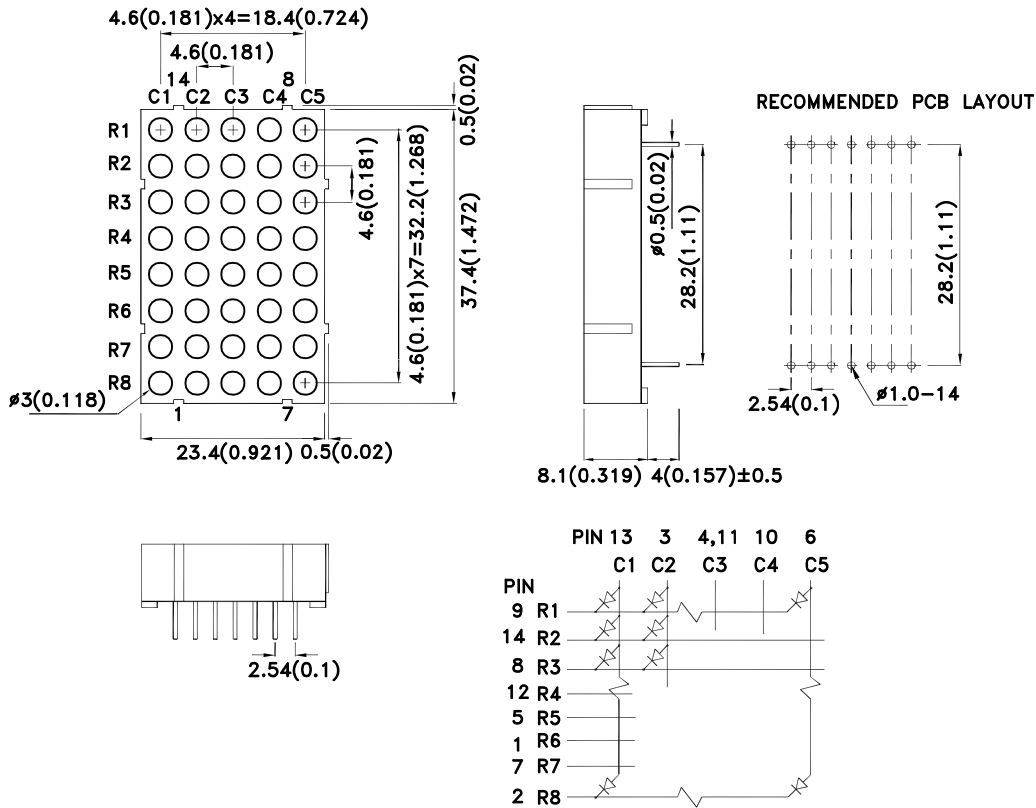 4.6(0.181)x4=18.4(0.724)
4.6(0.181)
14 8
C1 C2 C3 C4 C5
R1
R2
R3
R4
R5
R6
R7
R8
ø3(0.118)
1 7
23.4(0.921) 0.5(0.02)
4.6(0.181)
4.6(0.181)x7=32.2(1.268)
0.5(0.02)
37.4(1.472)
ø0.5(0.02)
28.2(1.11)
8.1(0.319) 4(0.157)±0.5
RECOMMENDED PCB LAYOUT
28.2(1.11)
2.54(0.1)
ø1.0-14
2.54(0.1)
PIN 13 3 4,11 10 6
C1 C2 C3 C4 C5
PIN
9 R1
14 R2
8 R3
12 R4
5 R5
1 R6
7 R7
2 R8